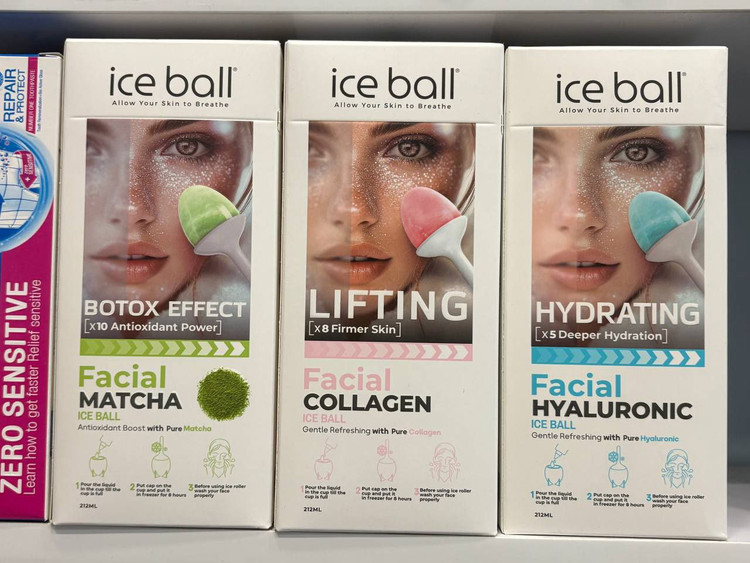 REPAIR
& PROTECT
NUMBER ONE TOOTHPASTE
ZERO SENSITIVE
Learn how to get faster Relief sensitive
ice ball®
Allow Your Skin to Breathe
BOTOX EFFECT
[x10 Antioxidant Power]
Facial
MATCHA
ICE BALL
Antioxidant Boost with Pure Matcha
1 Pour the liquid in the cup till the cup is full
2 Put cap on the cup and put it in freezer for 8 hours
3 Before using ice roller wash your face properly
212ML
ice ball®
Allow Your Skin to Breathe
LIFTING
[x8 Firmer Skin]
Facial
COLLAGEN
ICE BALL
Gentle Refreshing with Pure Collagen
1 Pour the liquid in the cup till the cup is full
2 Put cap on the cup and put it in freezer for 8 hours
3 Before using ice roller wash your face properly
212ML
ice ball®
Allow Your Skin to Breathe
HYDRATING
[x5 Deeper Hydration]
Facial
HYALURONIC
ICE BALL
Gentle Refreshing with Pure Hyaluronic
1 Pour the liquid in the cup till the cup is full
2 Put cap on the cup and put it in freezer for 8 hours
3 Before using ice roller wash your face properly
212ML